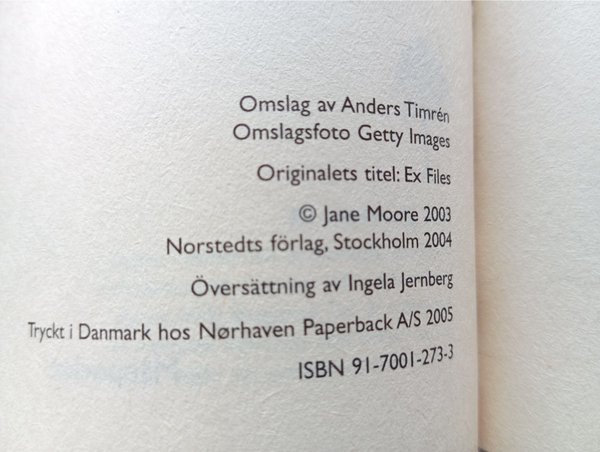 Omslag av Anders Timrén
Omslagsfoto Getty Images
Originalets titel: Ex Files
© Jane Moore 2003
Norstedts förlag, Stockholm 2004
Översättning av Ingela Jernberg
Tryckt i Danmark hos Nørhaven Paperback A/S 2005
ISBN 91-7001-273-3